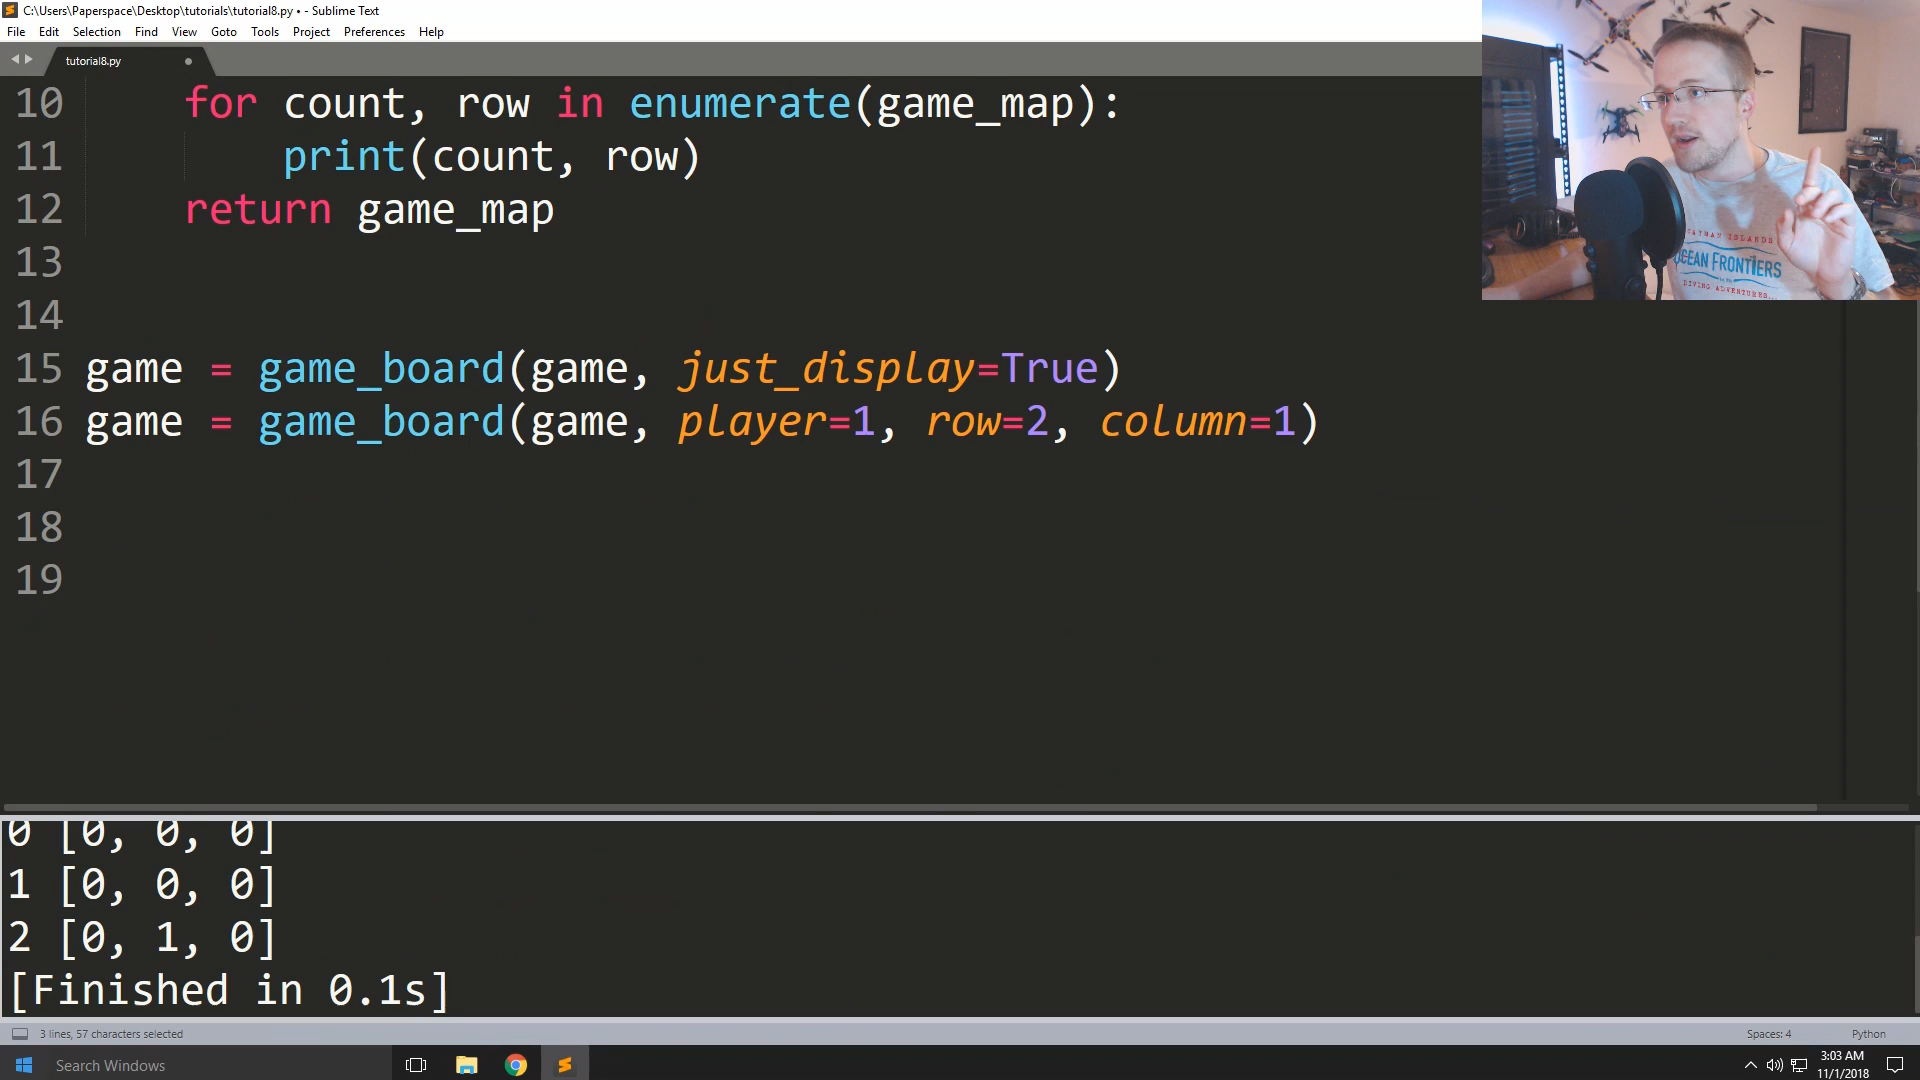 C:\Users\Paperspace\Desktop\tutorials\tutorial8.py • - Sublime Text
File Edit Selection Find View Goto Tools Project Preferences Help
tutorial8.py
10 for count, row in enumerate(game_map):
11 print(count, row)
12 return game_map
13
14
15 game = game_board(game, just_display=True)
16 game = game_board(game, player=1, row=2, column=1)
17
18
19
CAYMAN ISLANDS
OCEAN FRONTIERS
DIVING ADVENTURES...
0 [0, 0, 0]
1 [0, 0, 0]
2 [0, 1, 0]
[Finished in 0.1s]
3 lines, 57 characters selected
Spaces: 4
Python
Search Windows
3:03 AM
11/1/2018